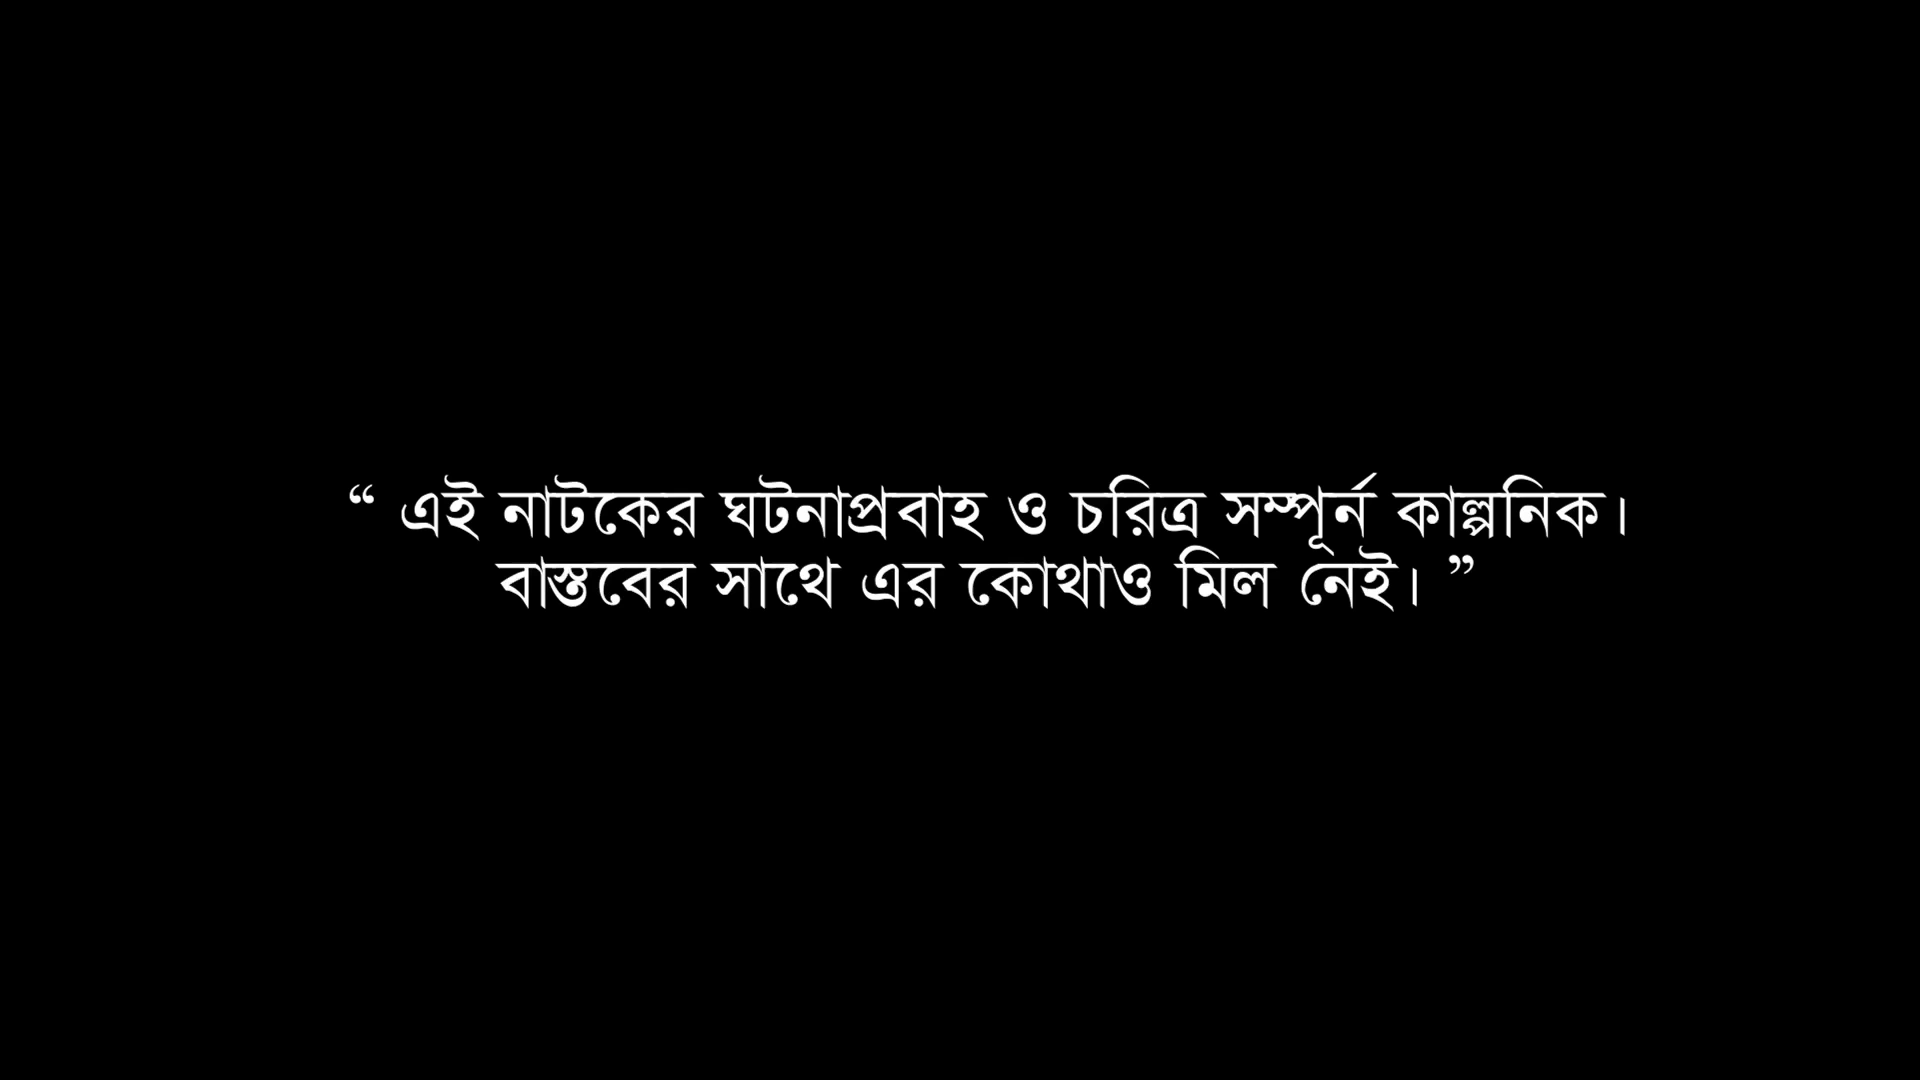 “ এই নাটকের ঘটনাপ্রবাহ ও চরিত্র সম্পূর্ন কাল্পনিক।
বাস্তবের সাথে এর কোথাও মিল নেই। ”